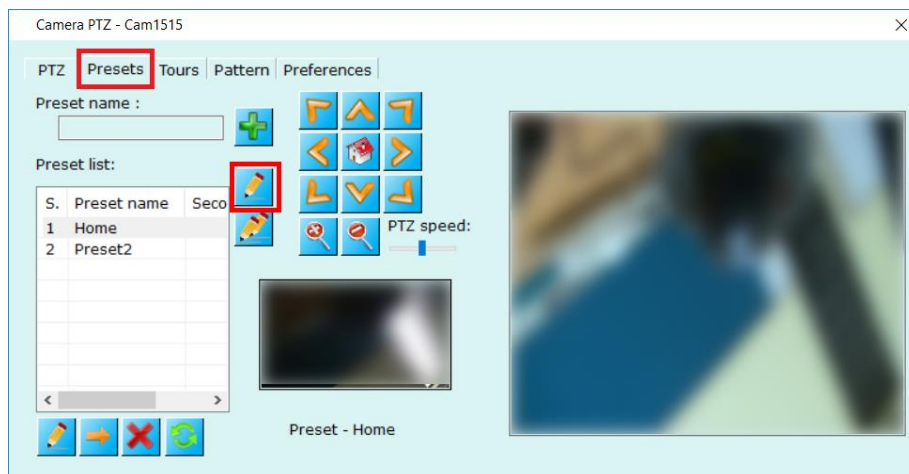 Camera PTZ - Cam1515
PTZ Presets Tours Pattern Preferences
Preset name :
Preset list:
S. Preset name Seco
1 Home
2 Preset2
PTZ speed:
Preset - Home